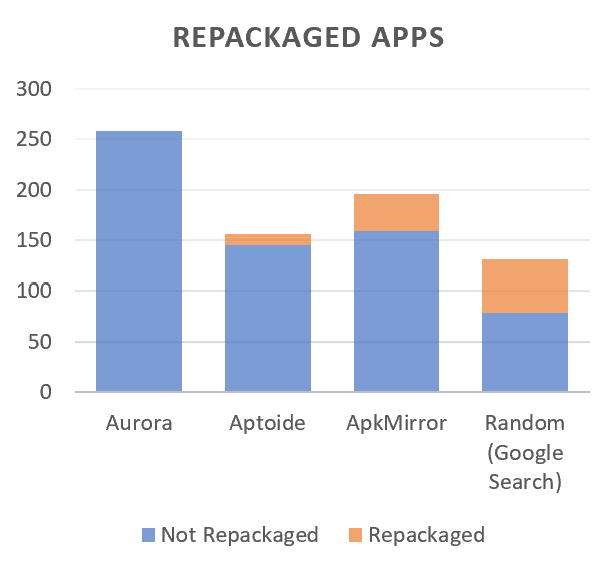 REPACKAGED APPS
300
250
200
150
100
50
0
Aurora
Aptoide
ApkMirror
Random
(Google
Search)
Not Repackaged
Repackaged